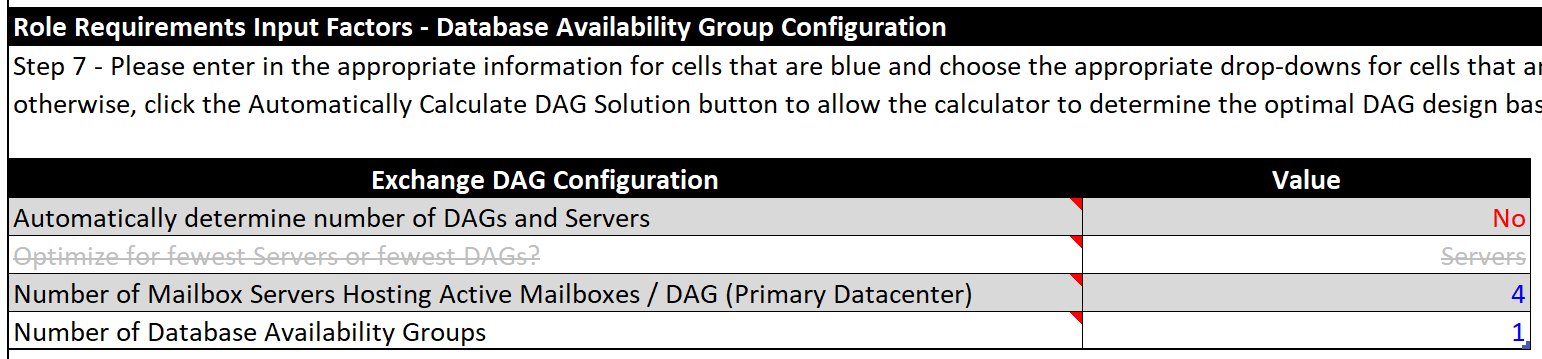 Role Requirements Input Factors - Database Availability Group Configuration
Step 7 - Please enter in the appropriate information for cells that are blue and choose the appropriate drop-downs for cells that
otherwise, click the Automatically Calculate DAG Solution button to allow the calculator to determine the optimal DAG design
Exchange DAG Configuration Value
Automatically determine number of DAGs and Servers No
Optimize for fewest Servers or fewest DAGs? Servers
Number of Mailbox Servers Hosting Active Mailboxes / DAG (Primary Datacenter) 4
Number of Database Availability Groups 1